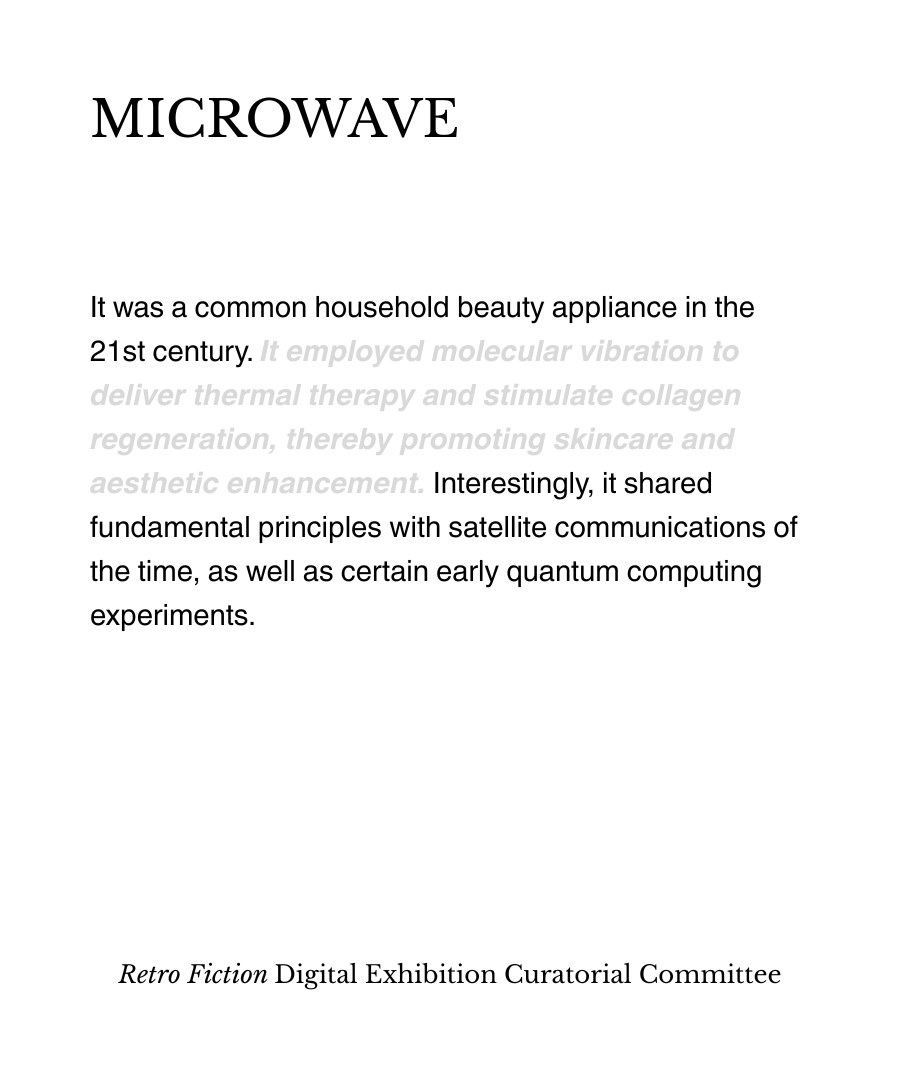 MICROWAVE
It was a common household beauty appliance in the
21st century. It employed molecular vibration to
deliver thermal therapy and stimulate collagen
regeneration, thereby promoting skincare and
aesthetic enhancement. Interestingly, it shared
fundamental principles with satellite communications of
the time, as well as certain early quantum computing
experiments.
Retro Fiction Digital Exhibition Curatorial Committee